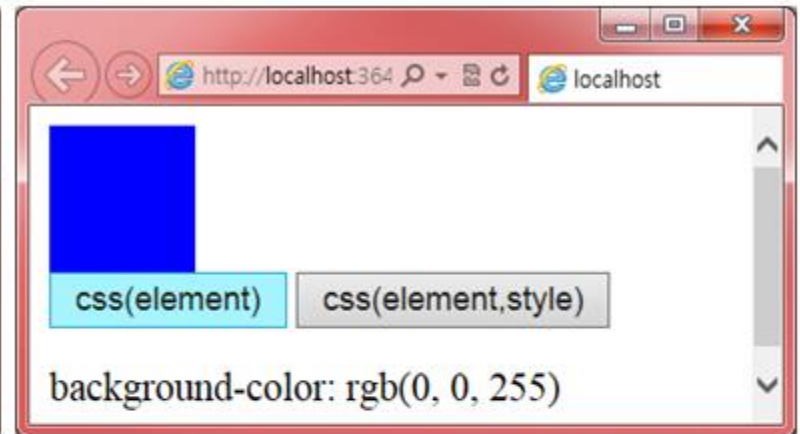 http://localhost:364 localhost
css(element) css(element,style)
background-color: rgb(0, 0, 255)